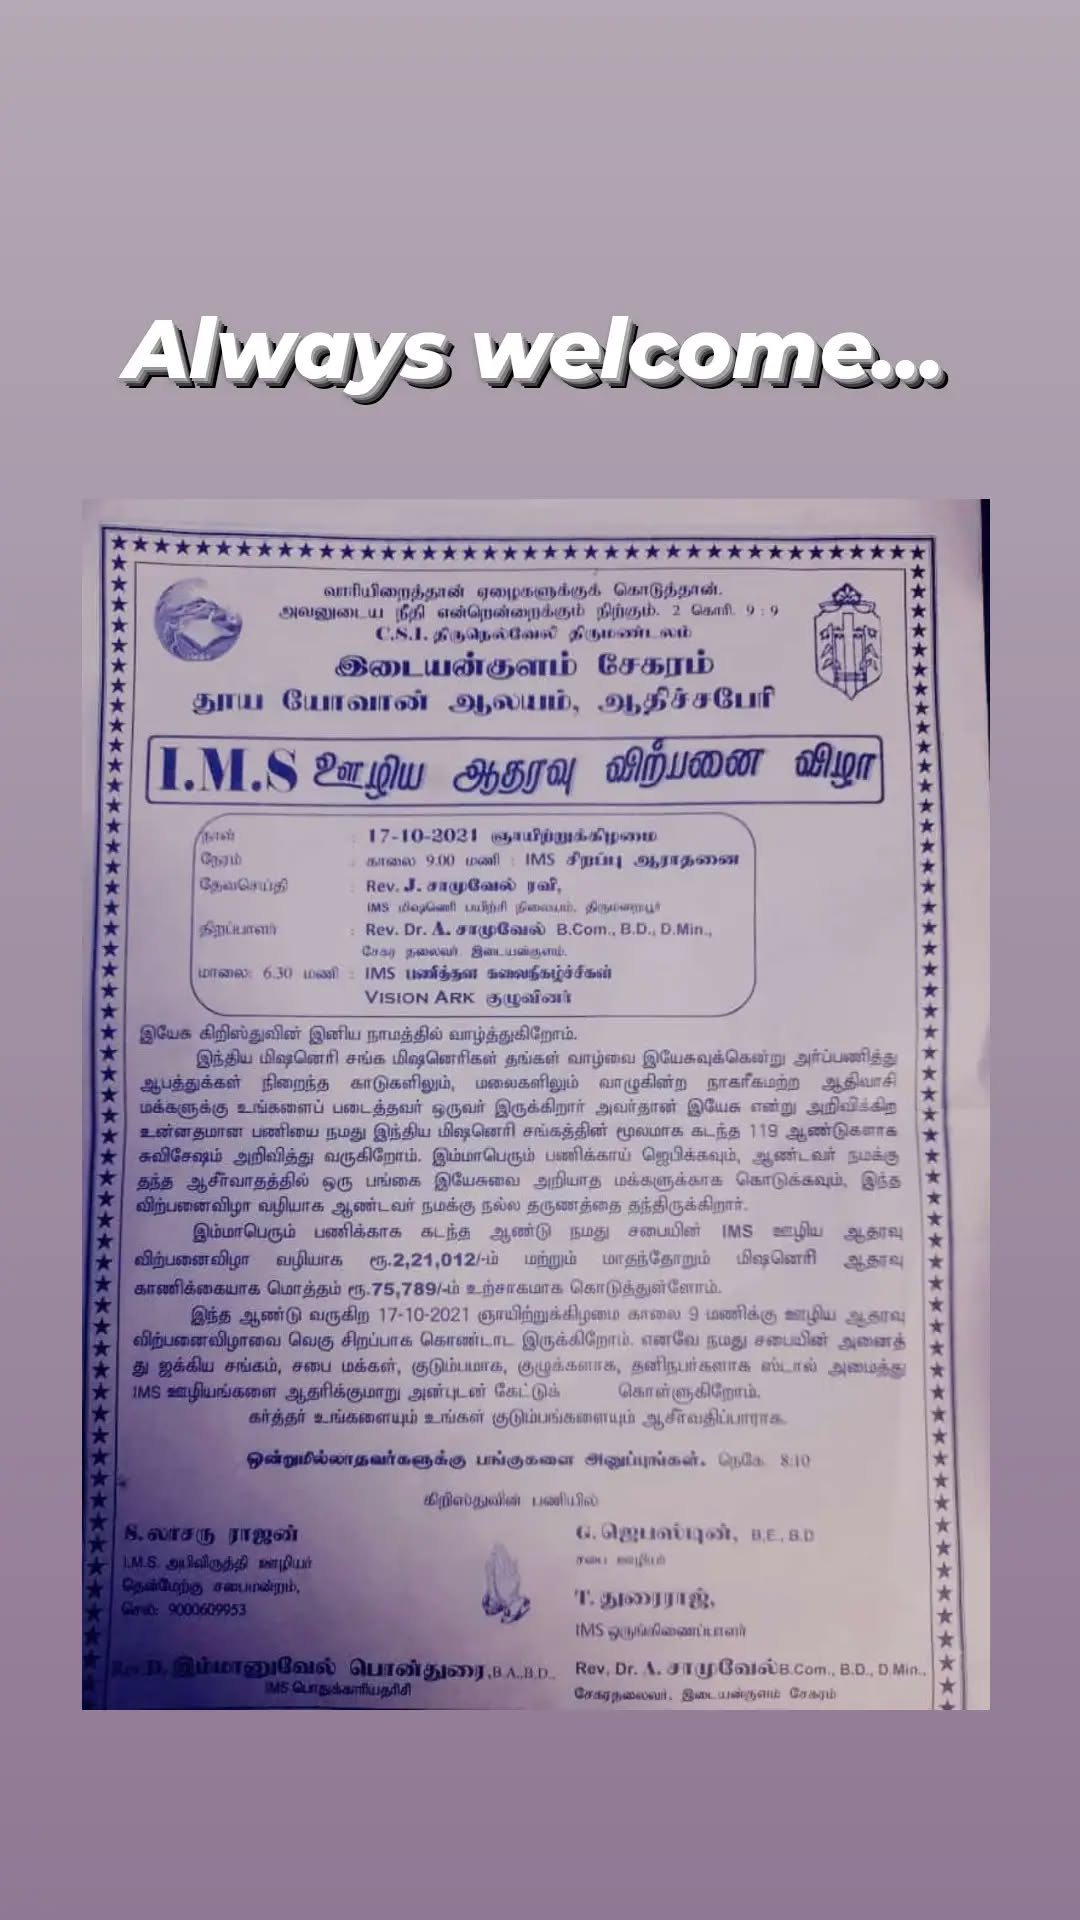 Always welcome...
வாரியிறைத்தான் ஏழைகளுக்குக் கொடுத்தான்.
அவனுடைய நீதி என்றென்றைக்கும் நிற்கும். 2 கொரி. 9 : 9
C.S.I. திருநெல்வேலி திருமண்டலம்
இடையன்குளம் சேகரம்
தூய யோவான் ஆலயம், ஆதிச்சபேரி
I.M.S ஊழிய ஆதரவு விற்பனை விழா
நாள் : 17-10-2021 ஞாயிற்றுக்கிழமை
நேரம் : காலை 9.00 மணி : IMS சிறப்பு ஆராதனை
தேவசெய்தி : Rev. J. சாமுவேல் ரவி,
IMS மிஷனெரி பயிற்சி நிலையம்,
திறப்பாளர் : Rev. Dr. A. சாமுவேல் B.Com., B.D., D.Min.,
சேகர தலைவர். இடையன்குளம்.
மாலை: 6.30 மணி : IMS பணித்தள கலைநிகழ்ச்சிகள்
VISION ARK குழுவினர்
இயேசு கிறிஸ்துவின் இனிய நாமத்தில் வாழ்த்துகிறோம்.
இந்திய மிஷனெரி சங்க மிஷனெரிகள் தங்கள் வாழ்வை இயேசுவுக்கென்று அர்ப்பணித்து
ஆபத்துக்கள் நிறைந்த காடுகளிலும், மலைகளிலும் வாழுகின்ற நாகரீகமற்ற ஆதிவாசி
மக்களுக்கு உங்களைப் படைத்தவர் ஒருவர் இருக்கிறார் அவர்தான் இயேசு என்று அறிவிக்கிற
உன்னதமான பணியை நமது இந்திய மிஷனெரி சங்கத்தின் மூலமாக கடந்த 119 ஆண்டுகளாக
சுவிசேஷம் அறிவித்து வருகிறோம். இம்மாபெரும் பணிக்காய் ஜெபிக்கவும், ஆண்டவர் நமக்கு
தந்த ஆசீர்வாதத்தில் ஒரு பங்கை இயேசுவை அறியாத மக்களுக்காக கொடுக்கவும், இந்த
விற்பனைவிழா வழியாக ஆண்டவர் நமக்கு நல்ல தருணத்தை தந்திருக்கிறார்.
இம்மாபெரும் பணிக்காக கடந்த ஆண்டு நமது சபையின் IMS ஊழிய ஆதரவு
விற்பனைவிழா வழியாக ரூ.2,21,012/-ம் மற்றும் மாதந்தோறும் மிஷனெரி ஆதரவு
காணிக்கையாக மொத்தம் ரூ.75,789/-ம் உற்சாகமாக கொடுத்துள்ளோம்.
இந்த ஆண்டு வருகிற 17-10-2021 ஞாயிற்றுக்கிழமை காலை 9 மணிக்கு ஊழிய ஆதரவு
விற்பனைவிழாவை வெகு சிறப்பாக கொண்டாட இருக்கிறோம். எனவே நமது சபையின் அனைத்
து ஐக்கிய சங்கம், சபை மக்கள், குடும்பமாக, குழுக்களாக, தனிநபர்களாக ஸ்டால் அமைத்து
IMS ஊழியங்களை ஆதரிக்குமாறு அன்புடன் கேட்டுக் கொள்ளுகிறோம்.
கர்த்தர் உங்களையும் உங்கள் குடும்பங்களையும் ஆசீர்வதிப்பாராக.
ஒன்றுமில்லாதவர்களுக்கு பங்குகளை அனுப்புங்கள். நெகே. 8:10
கிறிஸ்துவின் பணியில்
S. லாசரு ராஜன்
I.M.S. அபிவிருத்தி ஊழியர்
தென்மேற்கு சபைமன்றம்,
செல்: 9000609953
G. ஜெபஸ்டின், B.E., B.D
சபை ஊழியர்
T. துரைராஜ்,
IMS ஒருங்கிணைப்பாளர்
Rev. D. இம்மானுவேல் பொன்துரை, B.A., B.D.,
IMS பொதுக்காரியதரிசி
Rev, Dr. A. சாமுவேல் B.Com., B.D., D.Min.,
சேகரதலைவர், இடையன்குளம் சேகரம்